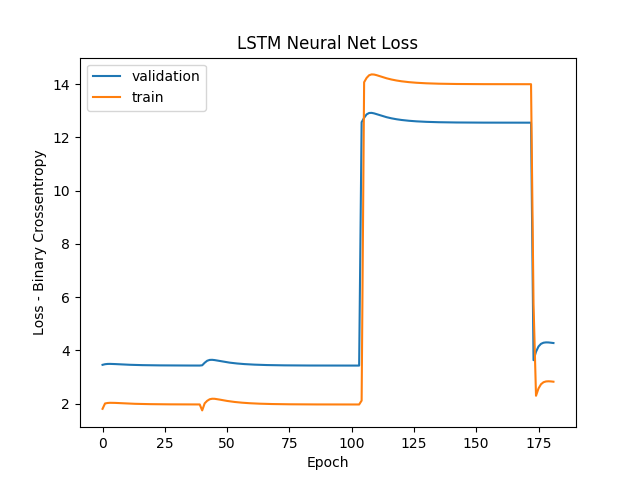 LSTM Neural Net Loss
validation
train
14
12
10
8
6
4
2
Loss - Binary Crossentropy
0 25 50 75 100 125 150 175
Epoch